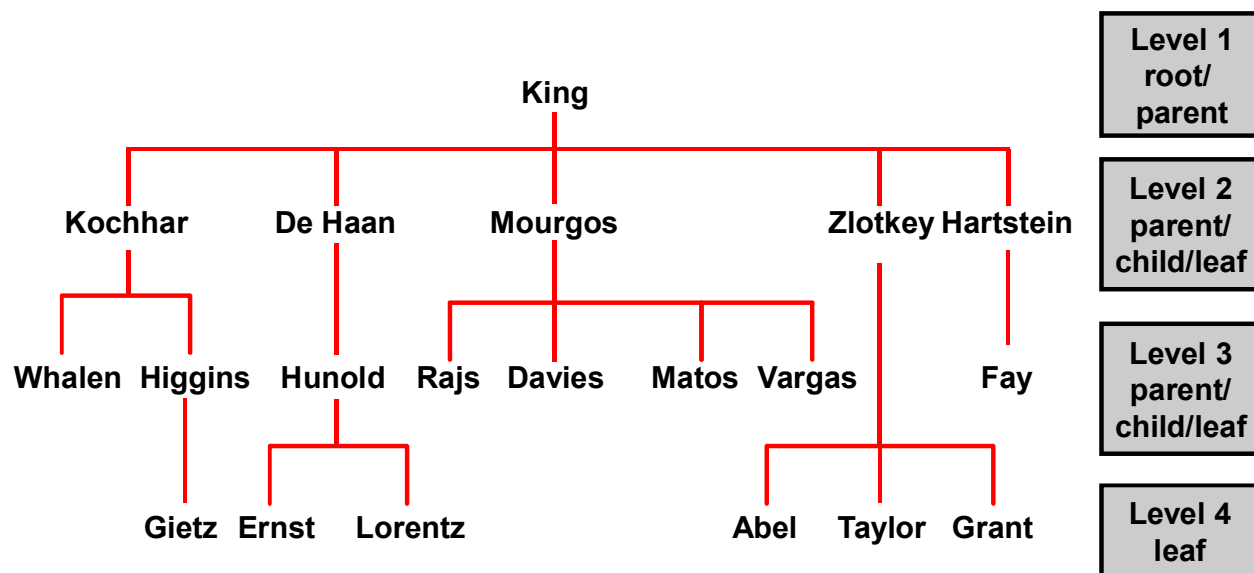 Level 1
root/
parent
King
Level 2
parent/
child/leaf
Kochhar De Haan Mourgos Zlotkey Hartstein
Level 3
parent/
child/leaf
Whalen Higgins Hunold Rajs Davies Matos Vargas Fay
Level 4
leaf
Gietz Ernst Lorentz Abel Taylor Grant